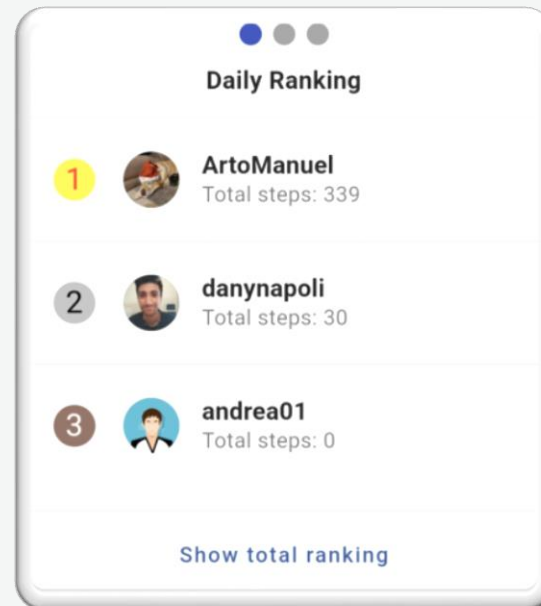 Daily Ranking
1
ArtoManuel
Total steps: 339
2
danynapoli
Total steps: 30
3
andrea01
Total steps: 0
Show total ranking